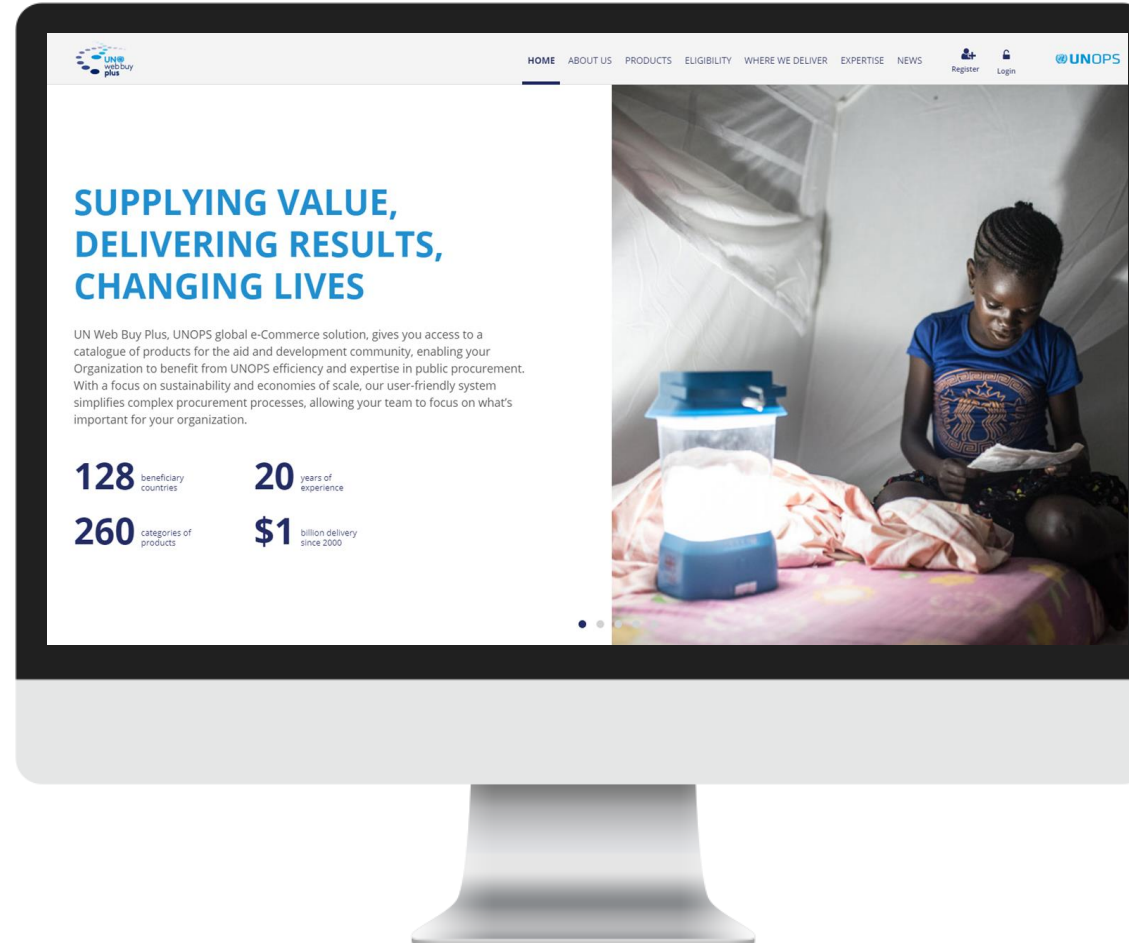 UN
web buy
plus
HOME ABOUT US PRODUCTS ELIGIBILITY WHERE WE DELIVER EXPERTISE NEWS
Register
Login
UNOPS
SUPPLYING VALUE,
DELIVERING RESULTS,
CHANGING LIVES
UN Web Buy Plus, UNOPS global e-Commerce solution, gives you access to a
catalogue of products for the aid and development community, enabling your
Organization to benefit from UNOPS efficiency and expertise in public procurement.
With a focus on sustainability and economies of scale, our user-friendly system
simplifies complex procurement processes, allowing your team to focus on what's
important for your organization.
128 beneficiary
countries
20 years of
experience
260 categories of
products
$1 billion delivery
since 2000